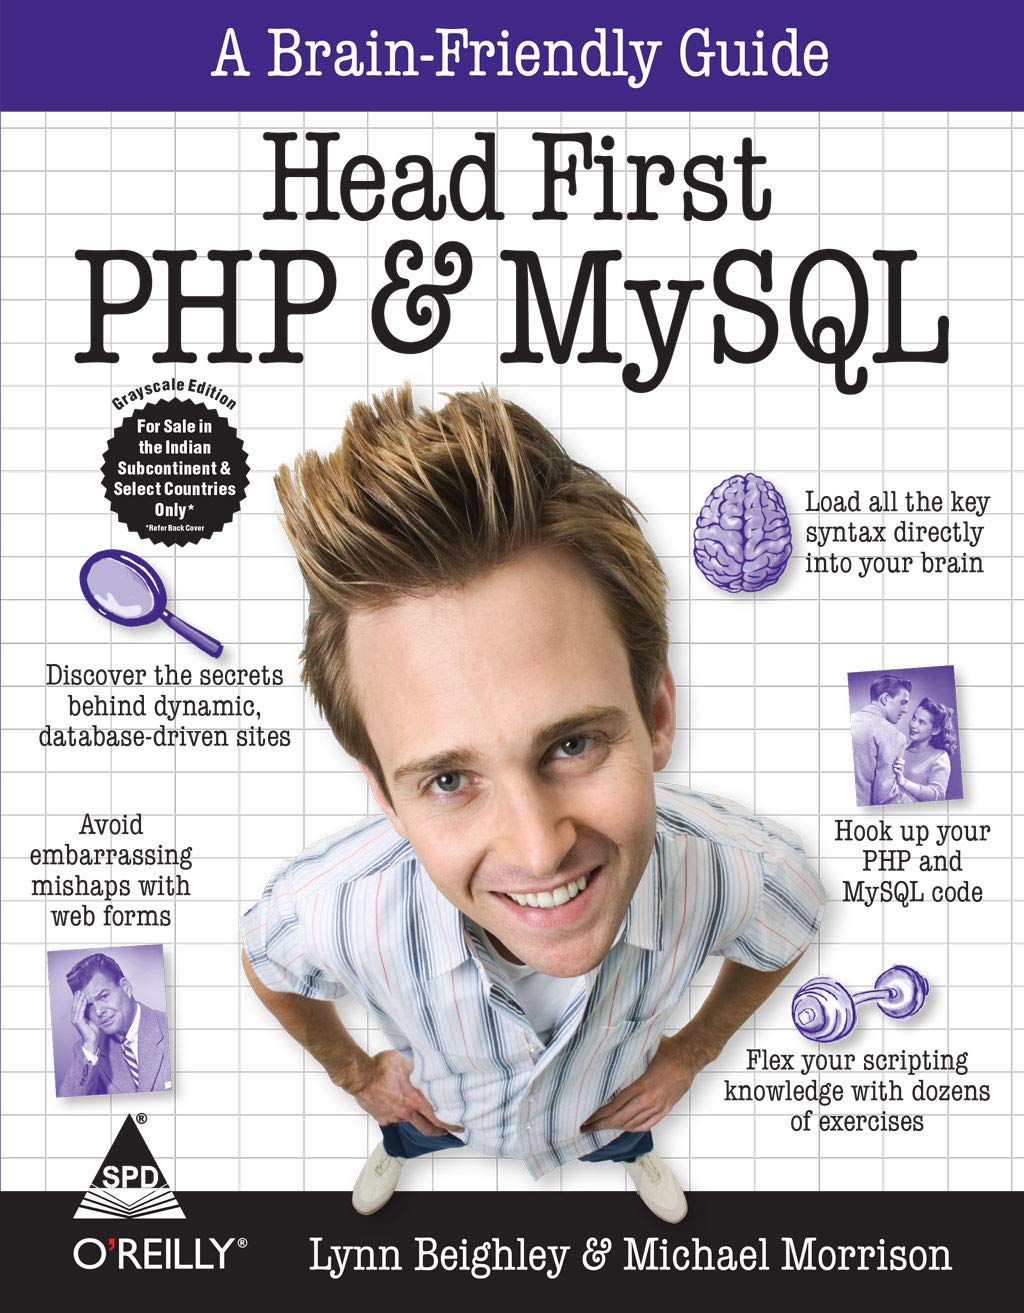 A Brain-Friendly Guide
Head First
PHP & MySQL
Grayscale Edition
For Sale in
the Indian
Subcontinent &
Select Countries
Only*
*Refer Back Cover
Load all the key
syntax directly
into your brain
Discover the secrets
behind dynamic,
database-driven sites
Avoid
embarrassing
mishaps with
web forms
Hook up your
PHP and
MySQL code
Flex your scripting
knowledge with dozens
of exercises
®
SPD
O'REILLY®
Lynn Beighley & Michael Morrison